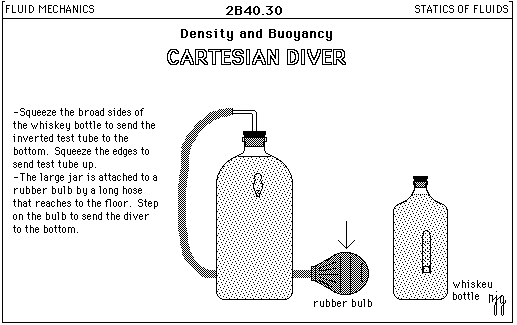 FLUID MECHANICS
2B40.30
STATICS OF FLUIDS
Density and Buoyancy
CARTESIAN DIVER
-Squeeze the broad sides of
the whiskey bottle to send the
inverted test tube to the
bottom. Squeeze the edges to
send test tube up.
-The large jar is attached to a
rubber bulb by a long hose
that reaches to the floor. Step
on the bulb to send the diver
to the bottom.
rubber bulb
whiskey
bottle
njg